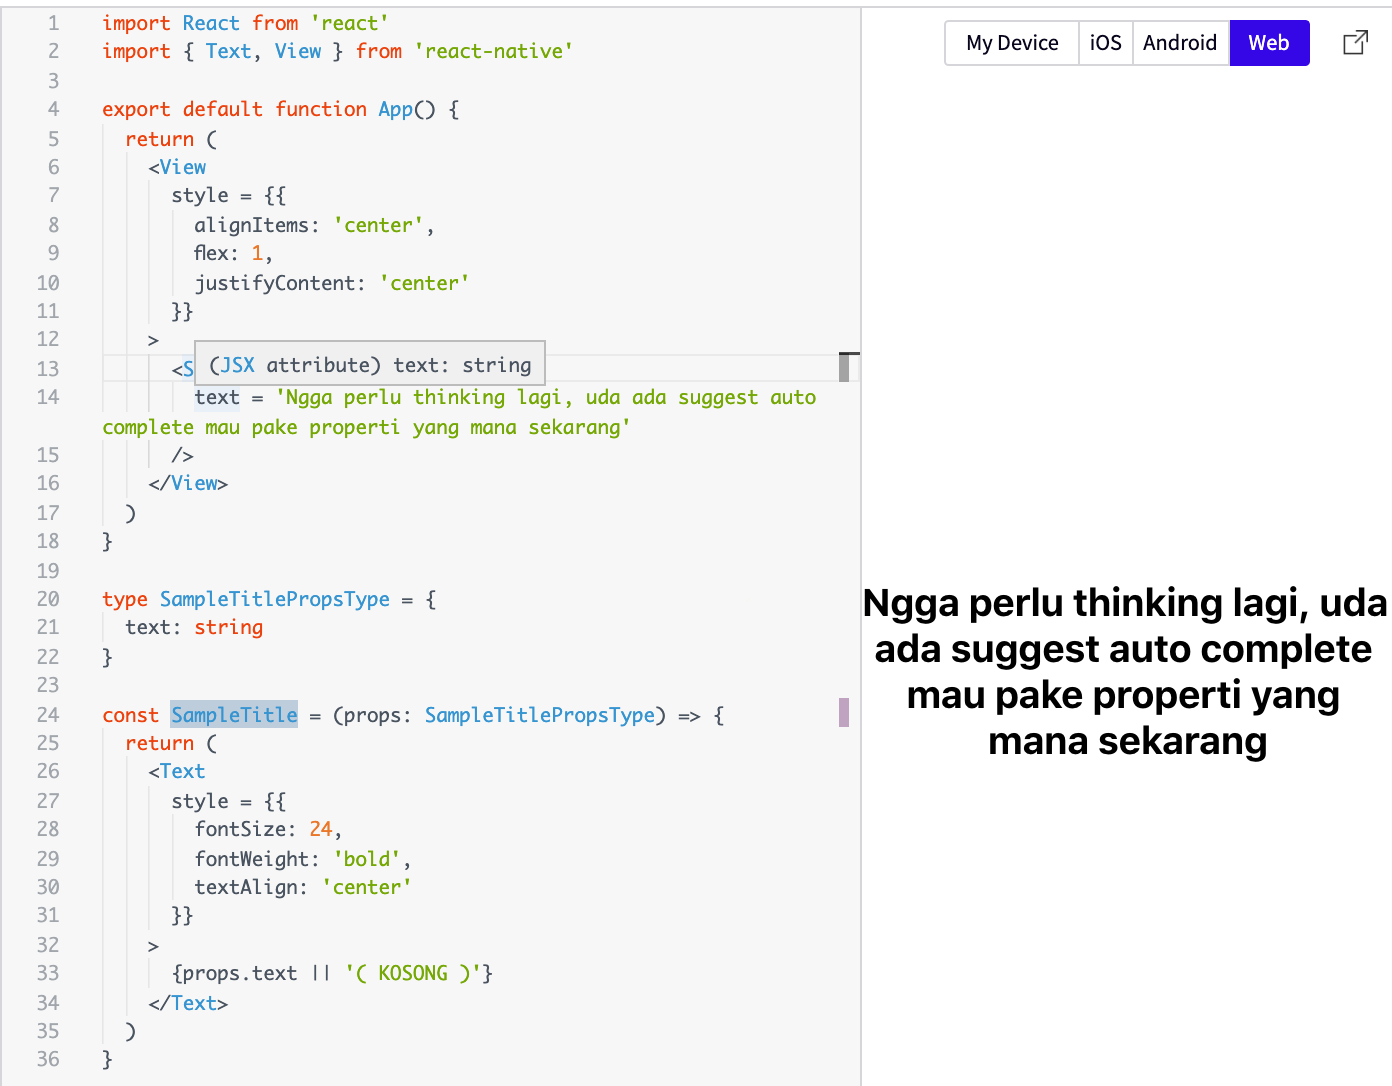 1 import React from 'react'
2 import { Text, View } from 'react-native'
3
4 export default function App() {
5 return (
6 <View
7 style = {{
8 alignItems: 'center',
9 flex: 1,
10 justifyContent: 'center'
11 }}
12 >
13 <S
(JSX attribute) text: string
14 text = 'Ngga perlu thinking lagi, uda ada suggest auto
complete mau pake properti yang mana sekarang'
15 />
16 </View>
17 )
18 }
19
20 type SampleTitlePropsType = {
21 text: string
22 }
23
24 const SampleTitle = (props: SampleTitlePropsType) => {
25 return (
26 <Text
27 style = {{
28 fontSize: 24,
29 fontWeight: 'bold',
30 textAlign: 'center'
31 }}
32 >
33 {props.text || '( KOSONG )'}
34 </Text>
35 )
36 }
My Device iOS Android Web
Ngga perlu thinking lagi, uda
ada suggest auto complete
mau pake properti yang
mana sekarang